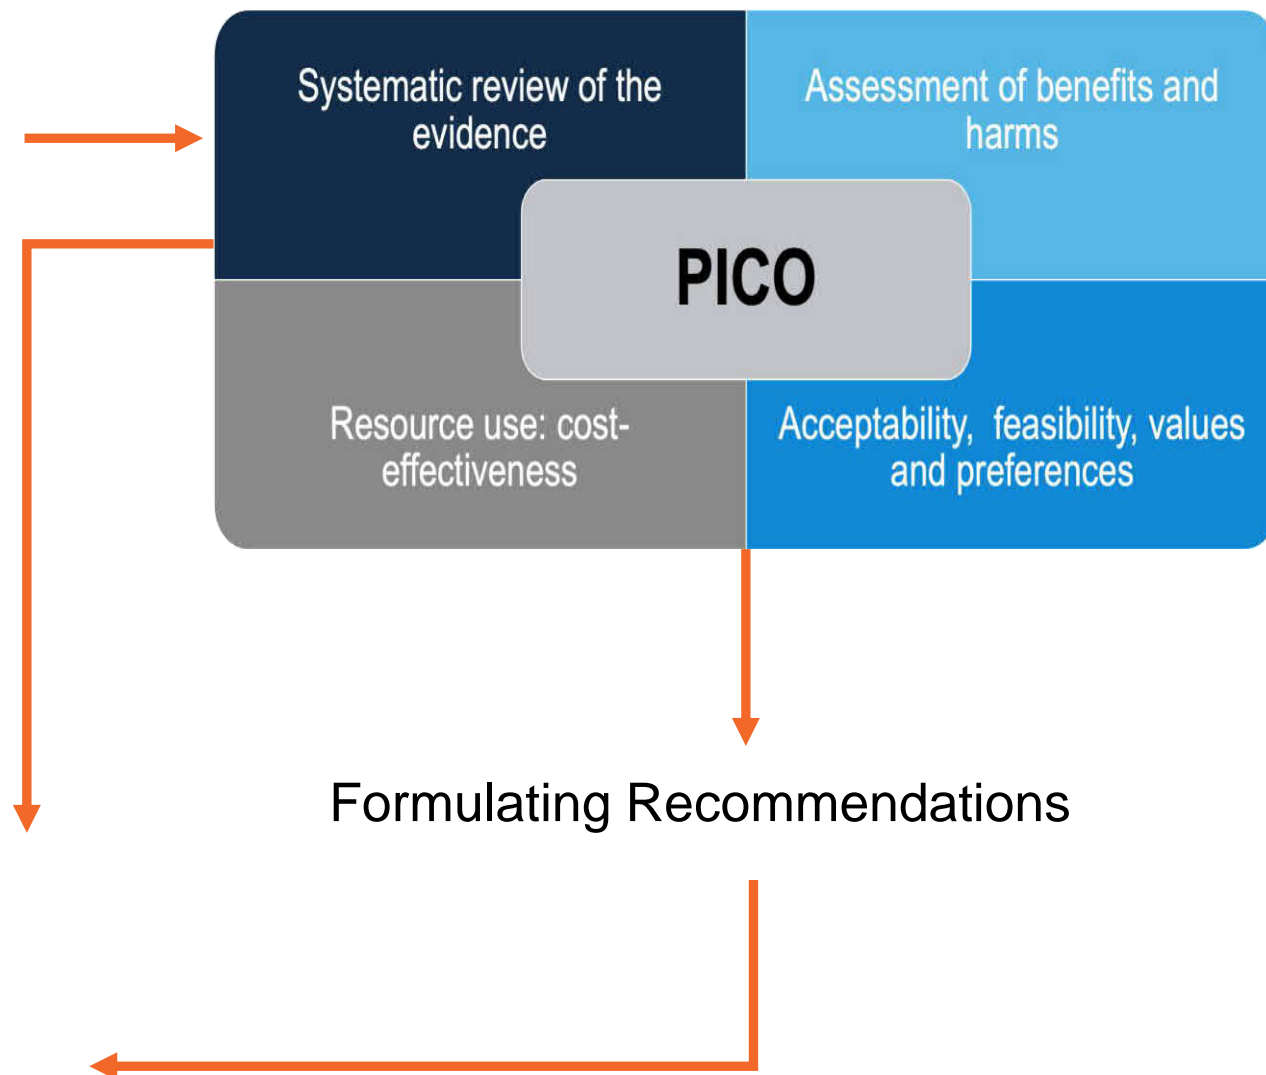 Systematic review of the
evidence
Assessment of benefits and
harms
PICO
Resource use: cost-
effectiveness
Acceptability, feasibility, values
and preferences
Formulating Recommendations